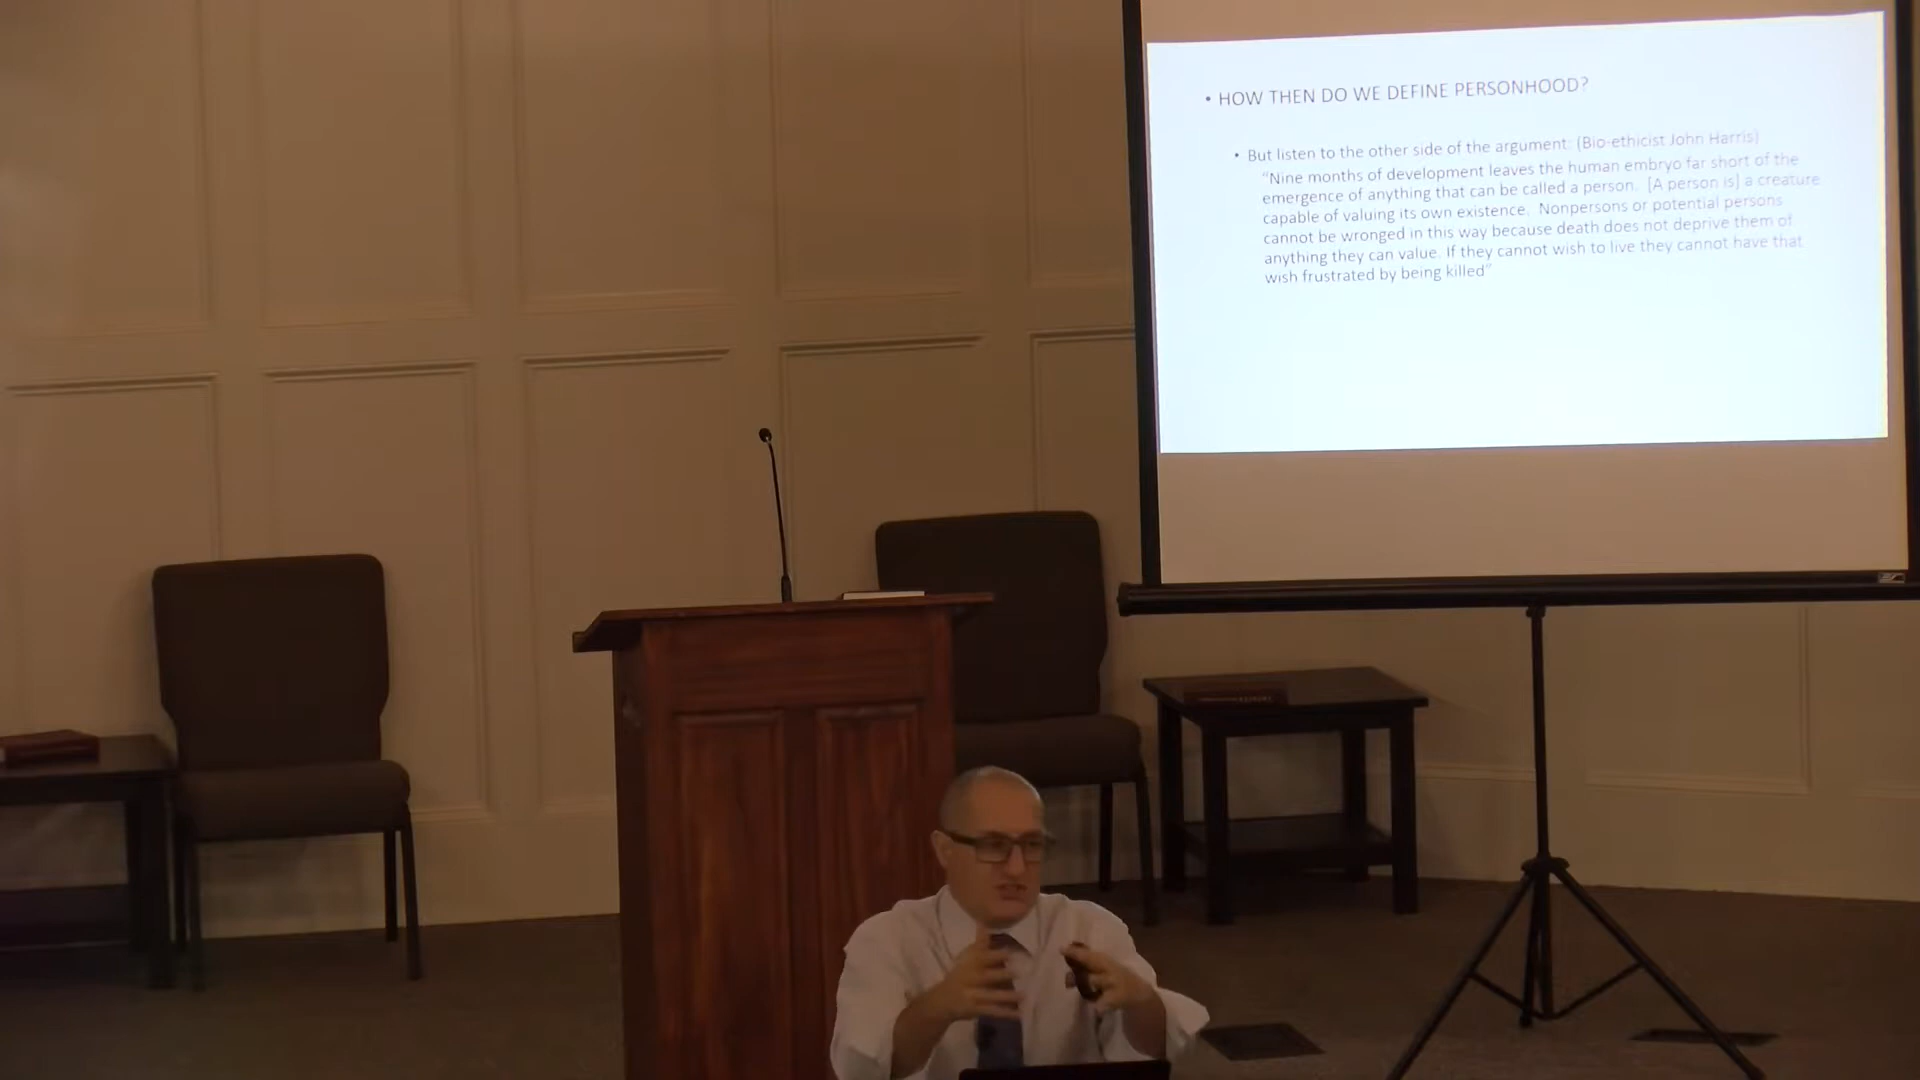 • HOW THEN DO WE DEFINE PERSONHOOD?
• But listen to the other side of the argument: (Bio-ethicist John Harris)
“Nine months of development leaves the human embryo far short of the
emergence of anything that can be called a person. [A person is] a creature
capable of valuing its own existence. Nonpersons or potential persons
cannot be wronged in this way because death does not deprive them of
anything they can value. If they cannot wish to live they cannot have that
wish frustrated by being killed”